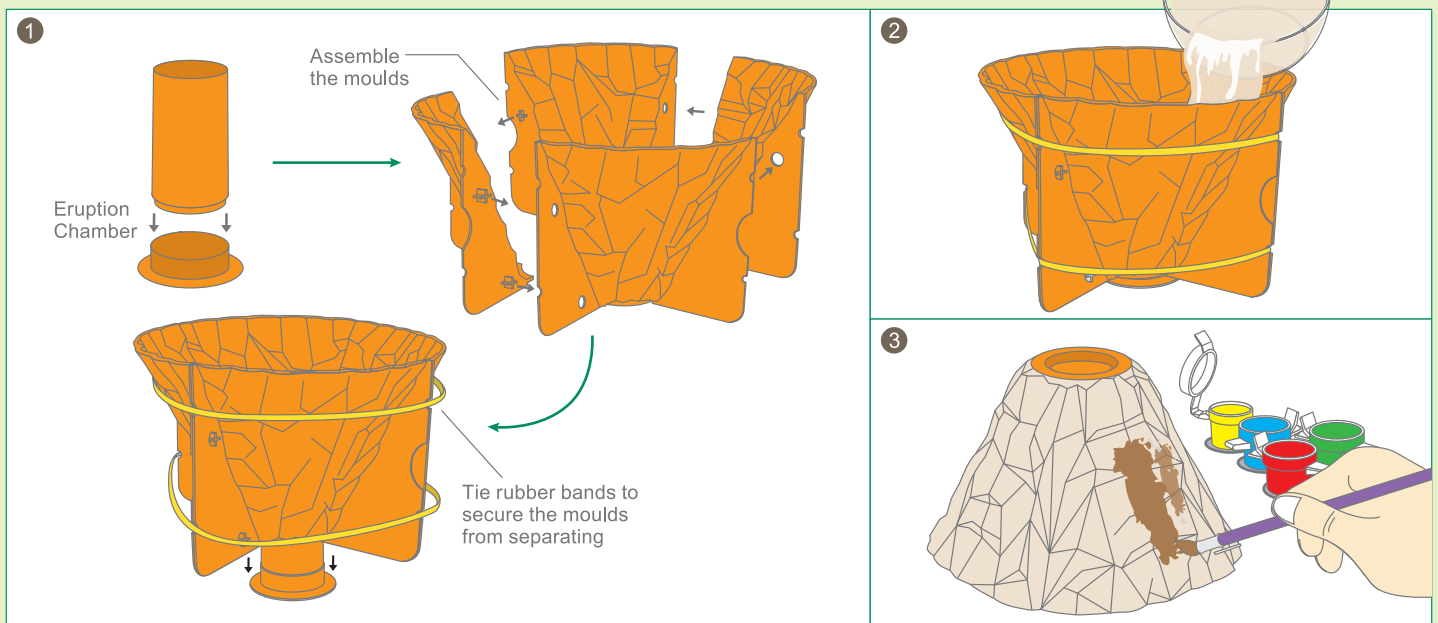 1
Assemble
the moulds
Eruption
Chamber
Tie rubber bands to
secure the moulds
from separating
2
3